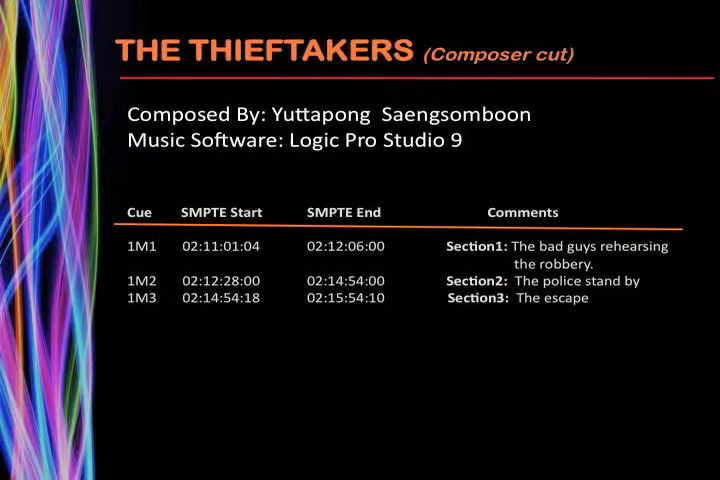 THE THIEFTAKERS (Composer cut)
Composed By: Yuttapong Saengsomboon
Music Software: Logic Pro Studio 9
Cue SMPTE Start SMPTE End Comments
1M1 02:11:01:04 02:12:06:00 Section1: The bad guys rehearsing
the robbery.
1M2 02:12:28:00 02:14:54:00 Section2: The police stand by
1M3 02:14:54:18 02:15:54:10 Section3: The escape